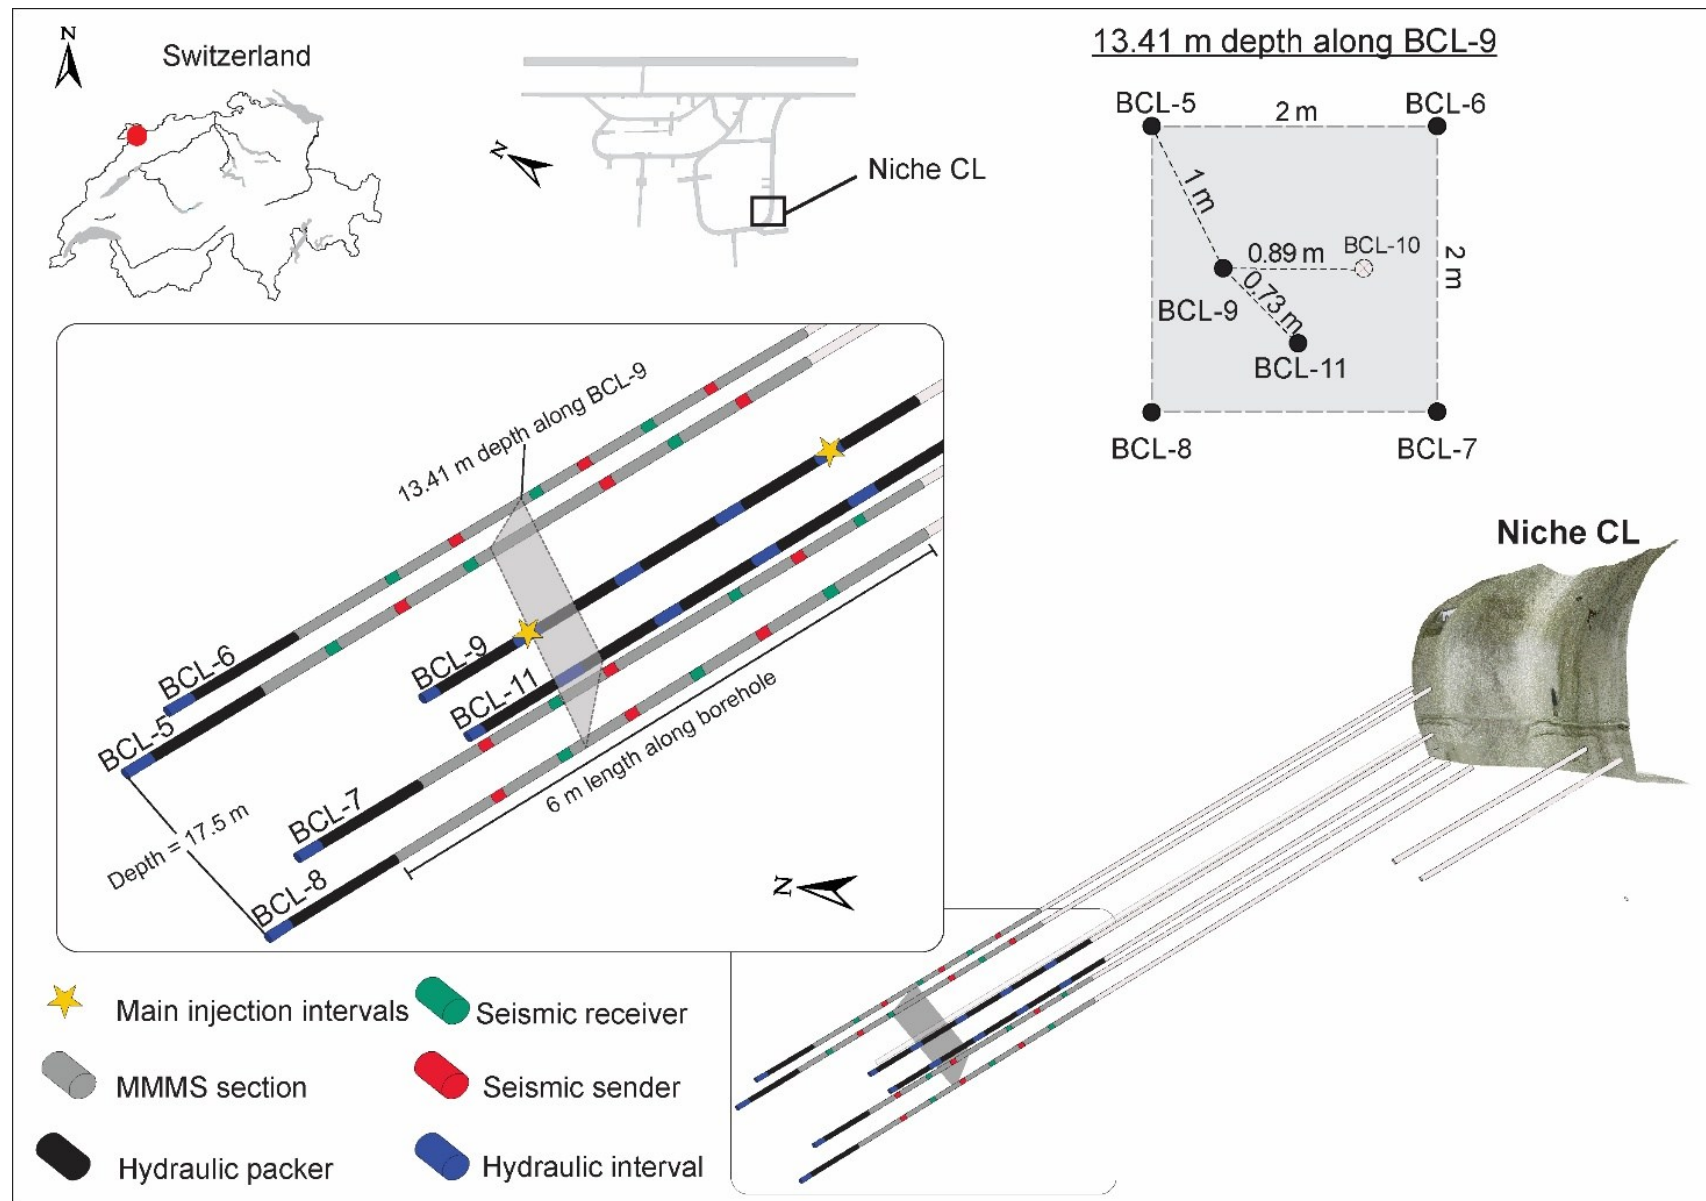 N
Switzerland
N
Niche CL
13.41 m depth along BCL-9
BCL-5
2 m
BCL-6
1 m
0.89 m
BCL-10
2 m
0.73 m
BCL-9
BCL-11
BCL-8
BCL-7
13.41 m depth along BCL-9
BCL-6
BCL-9
BCL-5
BCL-11
BCL-7
6 m length along borehole
Depth = 17.5 m
BCL-8
N
Niche CL
Main injection intervals
Seismic receiver
MMMS section
Seismic sender
Hydraulic packer
Hydraulic interval